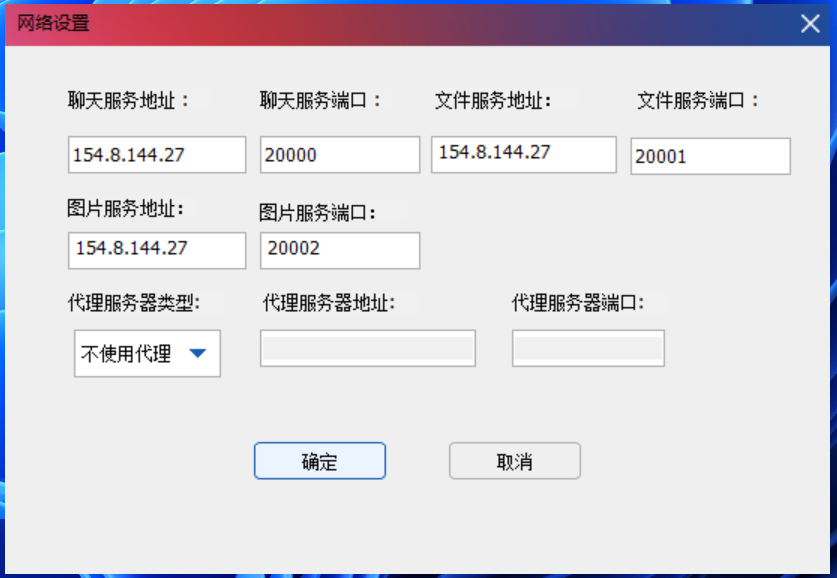 网络设置
聊天服务地址： 聊天服务端口： 文件服务地址： 文件服务端口：
154.8.144.27 20000 154.8.144.27 20001
图片服务地址： 图片服务端口：
154.8.144.27 20002
代理服务器类型: 代理服务器地址: 代理服务器端口:
不使用代理
确定 取消